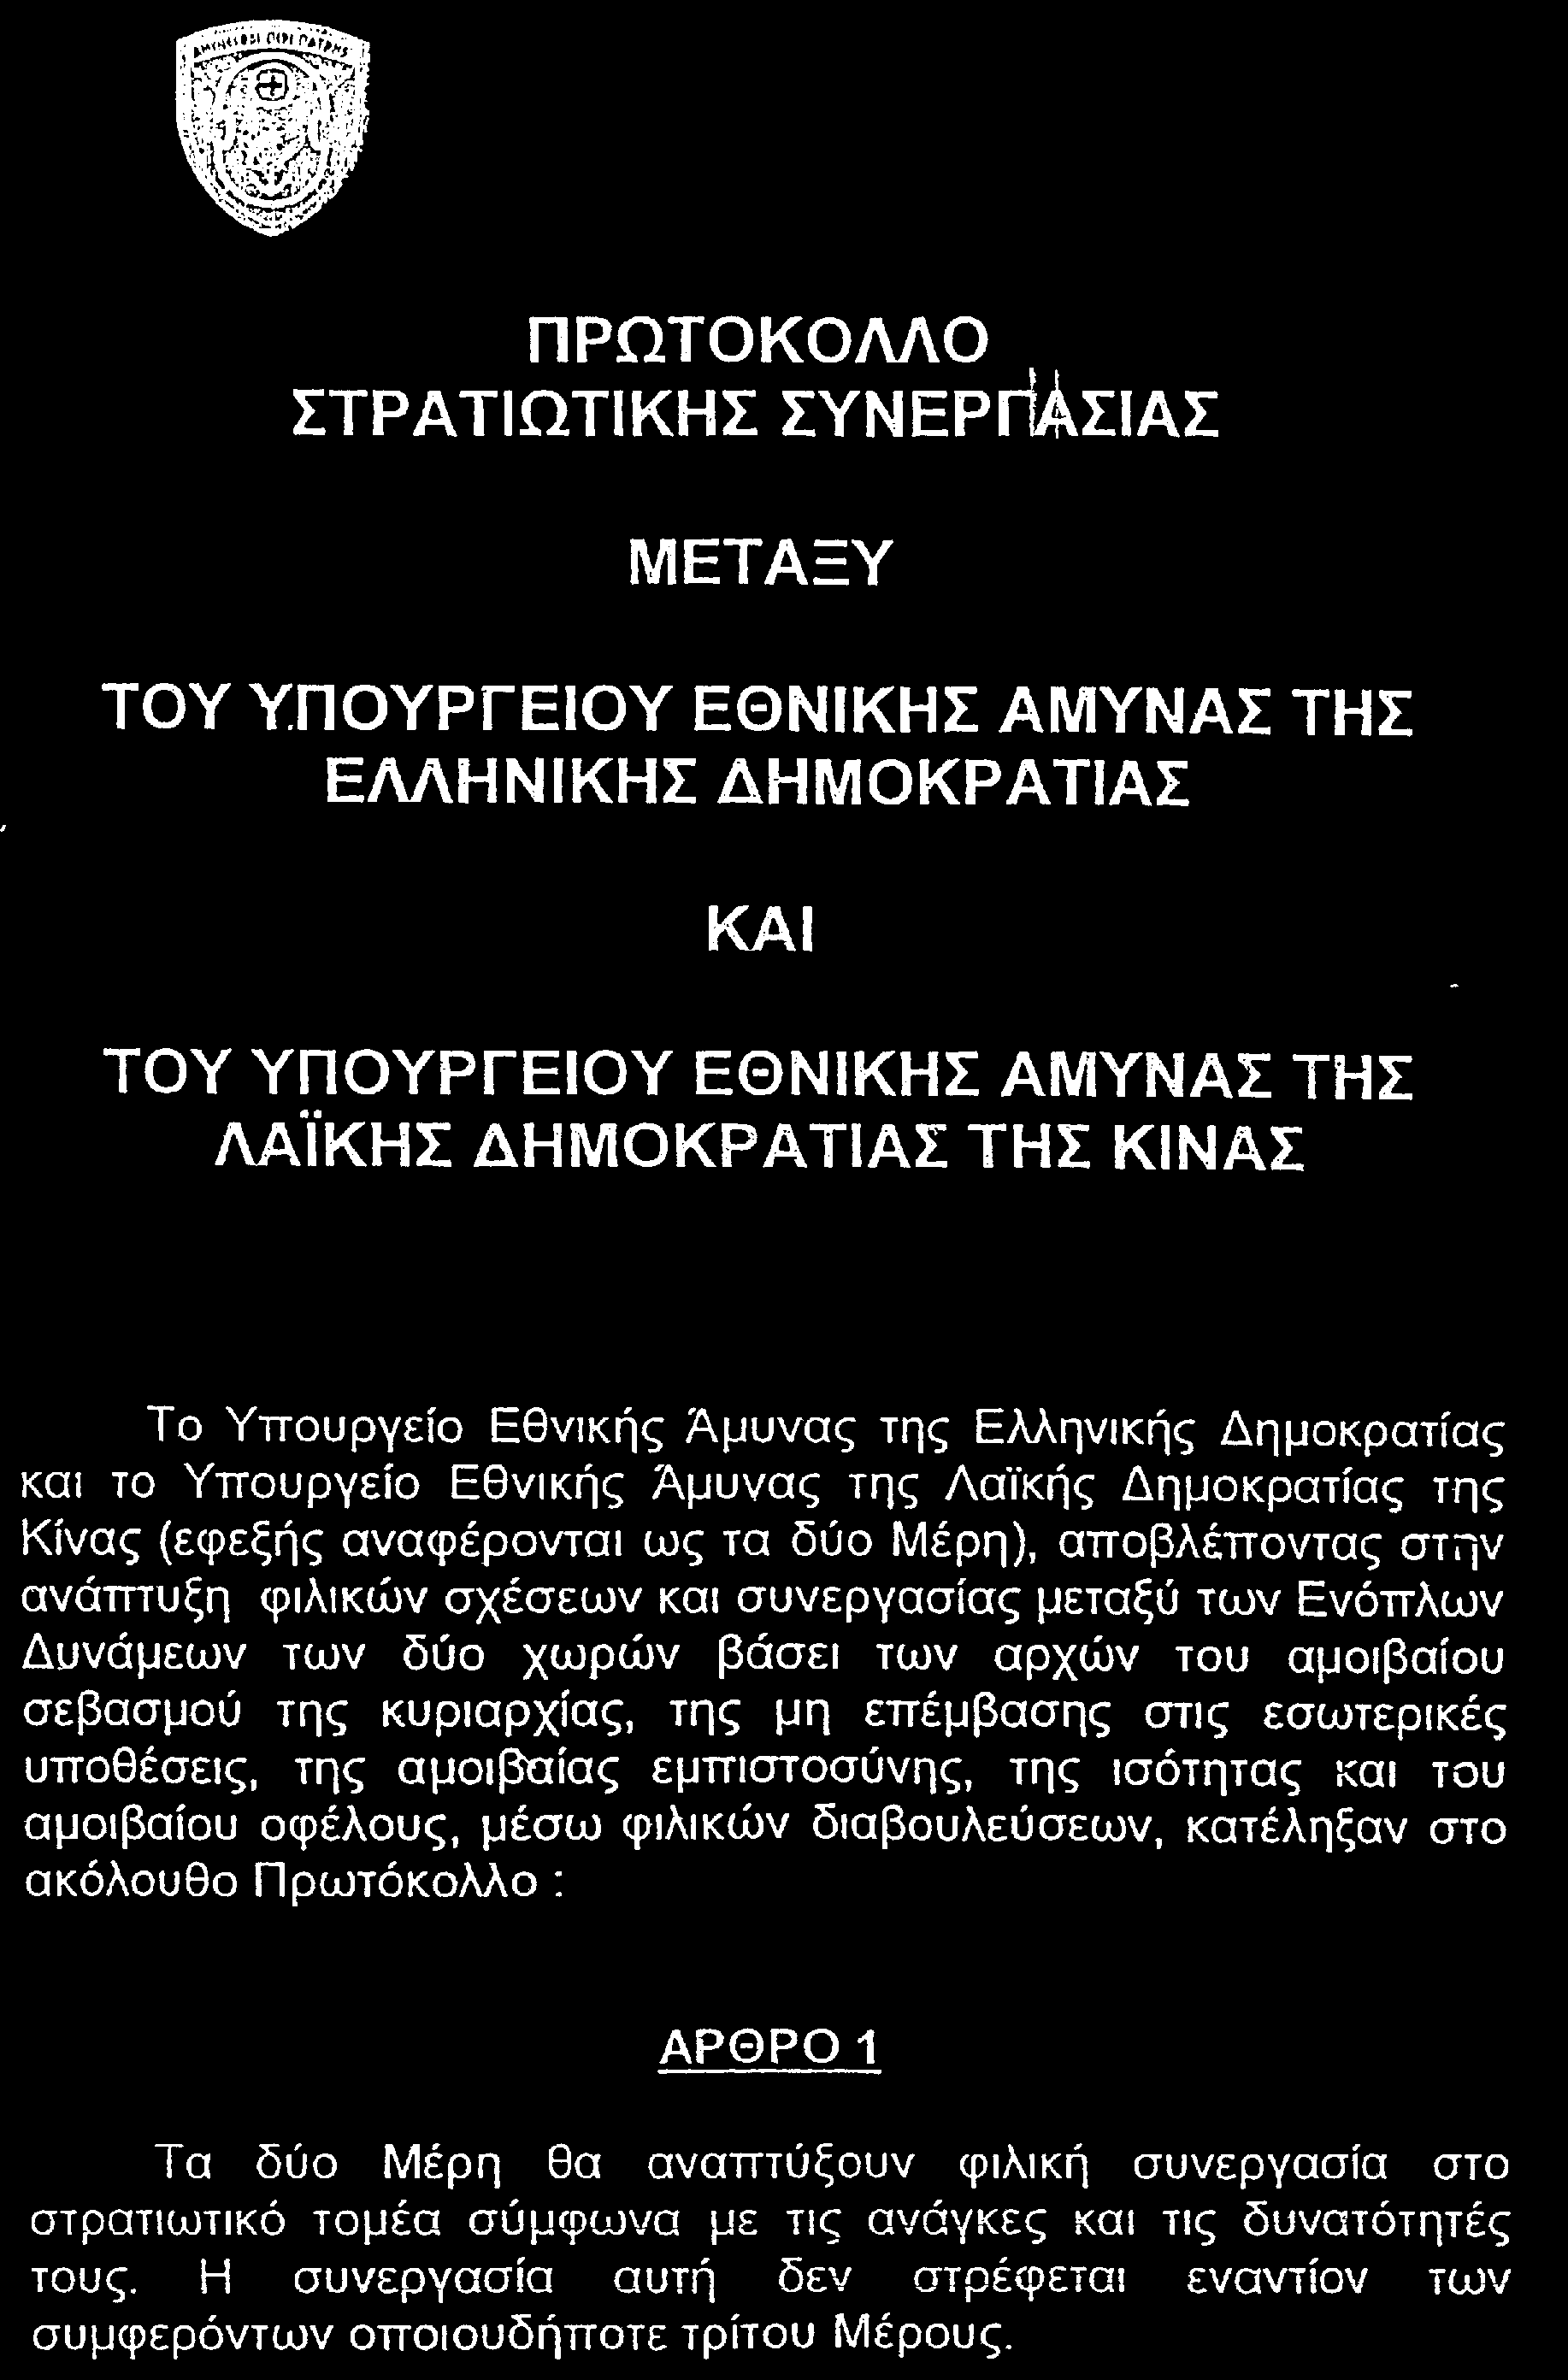 ΠΡΩΤΟΚΟΛΛΟ
ΣΤΡΑΤΙΩΤΙΚΗΣ ΣΥΝΕΡΓΑΣΙΑΣ
ΜΕΤΑΞΥ
ΤΟΥ ΥΠΟΥΡΓΕΙΟΥ ΕΘΝΙΚΗΣ ΑΜΥΝΑΣ ΤΗΣ
ΕΛΛΗΝΙΚΗΣ ΔΗΜΟΚΡΑΤΙΑΣ
ΚΑΙ
ΤΟΥ ΥΠΟΥΡΓΕΙΟΥ ΕΘΝΙΚΗΣ ΑΜΥΝΑΣ ΤΗΣ
ΛΑΪΚΗΣ ΔΗΜΟΚΡΑΤΙΑΣ ΤΗΣ ΚΙΝΑΣ
Το Υπουργείο Εθνικής Άμυνας της Ελληνικής Δημοκρατίας
και το Υπουργείο Εθνικής Άμυνας της Λαϊκής Δημοκρατίας της
Κίνας (εφεξής αναφέρονται ως τα δύο Μέρη), αποβλέποντας στην
ανάπτυξη φιλικών σχέσεων και συνεργασίας μεταξύ των Ενόπλων
Δυνάμεων των δύο χωρών βάσει των αρχών του αμοιβαίου
σεβασμού της κυριαρχίας, της μη επέμβασης στις εσωτερικές
υποθέσεις, της αμοιβαίας εμπιστοσύνης, της ισότητας και του
αμοιβαίου οφέλους, μέσω φιλικών διαβουλεύσεων, κατέληξαν στο
ακόλουθο Πρωτόκολλο :
ΑΡΘΡΟ 1
Τα δύο Μέρη θα αναπτύξουν φιλική συνεργασία στο
στρατιωτικό τομέα σύμφωνα με τις ανάγκες και τις δυνατότητές
τους. Η συνεργασία αυτή δεν στρέφεται εναντίον των
συμφερόντων οποιουδήποτε τρίτου Μέρους.